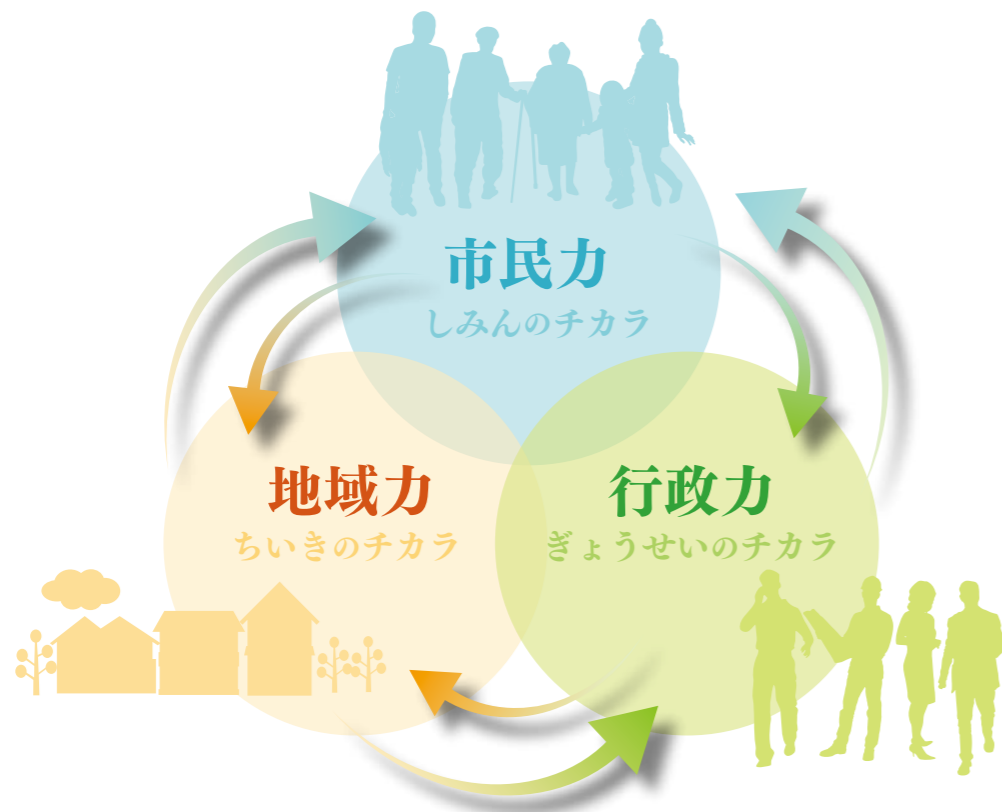 市民力
しみんのチカラ
地域力
ちいきのチカラ
行政力
ぎょうせいのチカラ